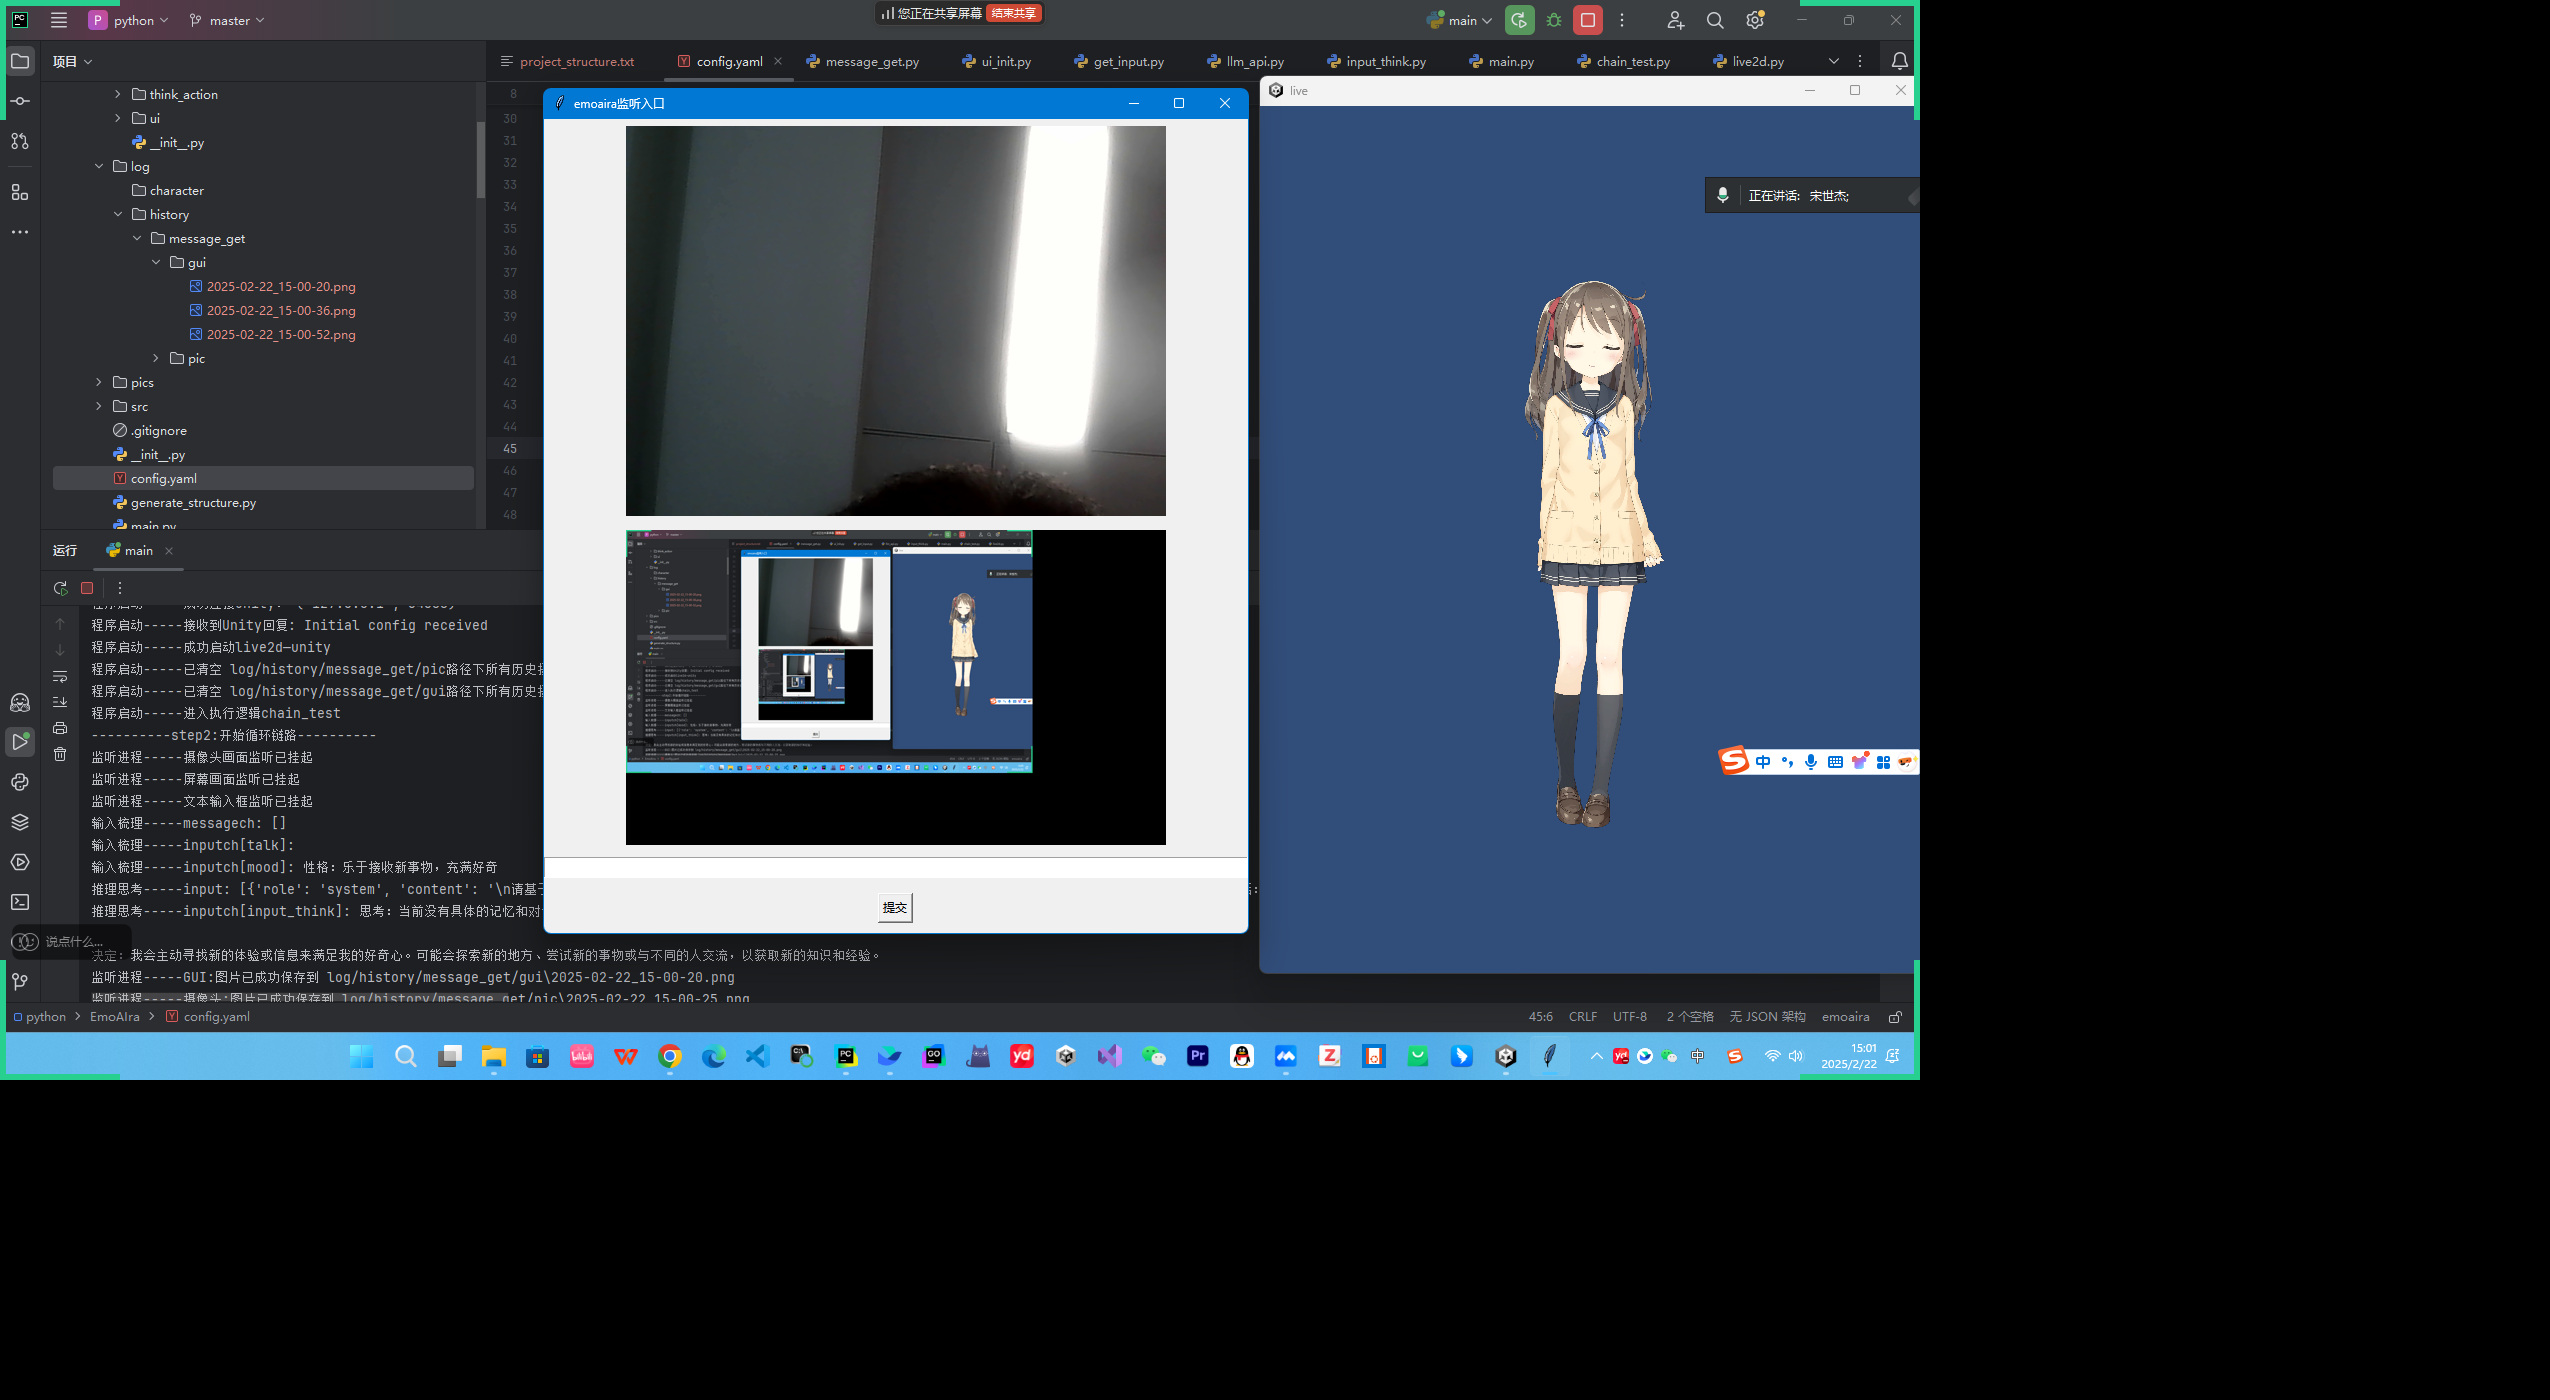 python
master
您正在共享屏幕 结束共享
main
项目
project_structure.txt
config.yaml
message_get.py
ui_init.py
get_input.py
llm_api.py
input_think.py
main.py
chain_test.py
live2d.py
think_action
ui
__init__.py
log
character
history
message_get
gui
2025-02-22_15-00-20.png
2025-02-22_15-00-36.png
2025-02-22_15-00-52.png
pic
pics
src
.gitignore
__init__.py
config.yaml
generate_structure.py
main.py
8
30
31
32
33
34
35
36
37
38
39
40
41
42
43
44
45
46
47
48
emoaira监听入口
提交
live
正在讲话: 宋世杰;
中
运行
main
程序启动-----接收到Unity回复: Initial config received
程序启动-----成功启动live2d—unity
程序启动-----已清空 log/history/message_get/pic路径下所有历史
程序启动-----已清空 log/history/message_get/gui路径下所有历史
程序启动-----进入执行逻辑chain_test
----------step2:开始循环链路----------
监听进程-----摄像头画面监听已挂起
监听进程-----屏幕画面监听已挂起
监听进程-----文本输入框监听已挂起
输入梳理-----messagech: []
输入梳理-----inputch[talk]:
输入梳理-----inputch[mood]: 性格：乐于接收新事物，充满好奇
推理思考-----input: [{'role': 'system', 'content': '\n请基于
推理思考-----inputch[input_think]: 思考：当前没有具体的记忆和对
说点什么...
决定：我会主动寻找新的体验或信息来满足我的好奇心。可能会探索新的地方、尝试新的事物或与不同的人交流，以获取新的知识和经验。
监听进程-----GUI:图片已成功保存到 log/history/message_get/gui\2025-02-22_15-00-20.png
监听进程-----摄像头:图片已成功保存到 log/history/message_get/pic\2025-02-22_15-00-25.png
python > EmoAIra > config.yaml
45:6 CRLF UTF-8 2 个空格 无 JSON 架构 emoaira
15:01
2025/2/22